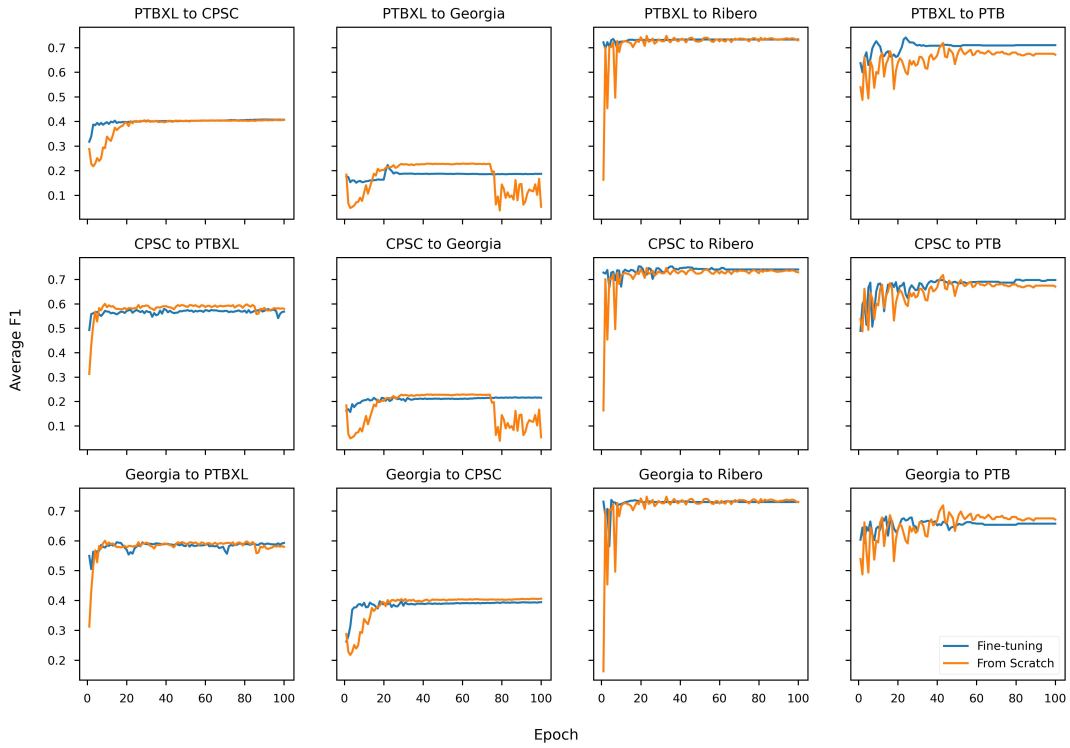 PTBXL to CPSC
PTBXL to Georgia
PTBXL to Ribero
PTBXL to PTB
0.7
0.6
0.5
0.4
0.3
0.2
0.1
CPSC to PTBXL
CPSC to Georgia
CPSC to Ribero
CPSC to PTB
0.7
0.6
0.5
0.4
0.3
0.2
0.1
Average F1
Georgia to PTBXL
Georgia to CPSC
Georgia to Ribero
Georgia to PTB
0.7
0.6
0.5
0.4
0.3
0.2
Fine-tuning
From Scratch
0 20 40 60 80 100
0 20 40 60 80 100
0 20 40 60 80 100
0 20 40 60 80 100
Epoch